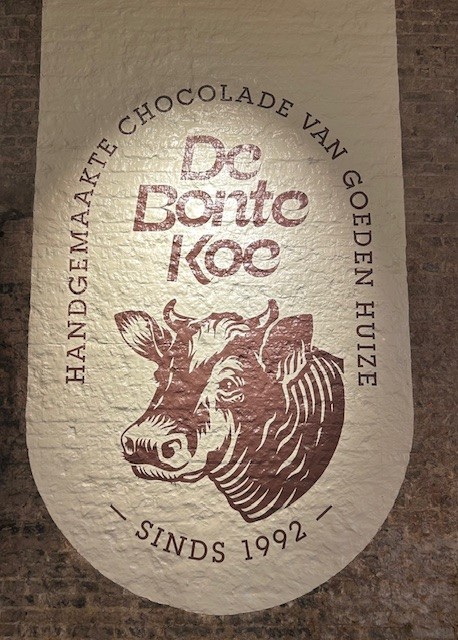 HANDGEMAAKTE CHOCOLADE VAN GOEDEN HUIZE
De
Bonte
Koe
SINDS 1992